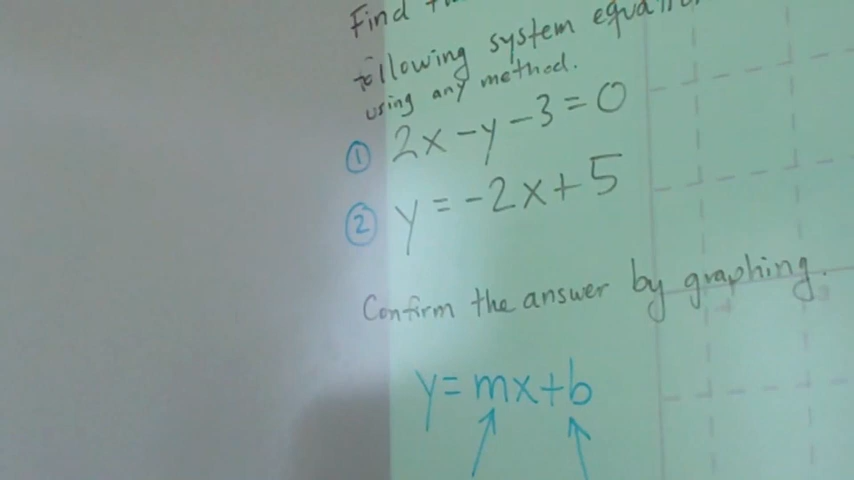 Find
following system
using any method.
① 2x-y-3=0
② y=-2x+5
Confirm the answer by graphing.
y=mx+b